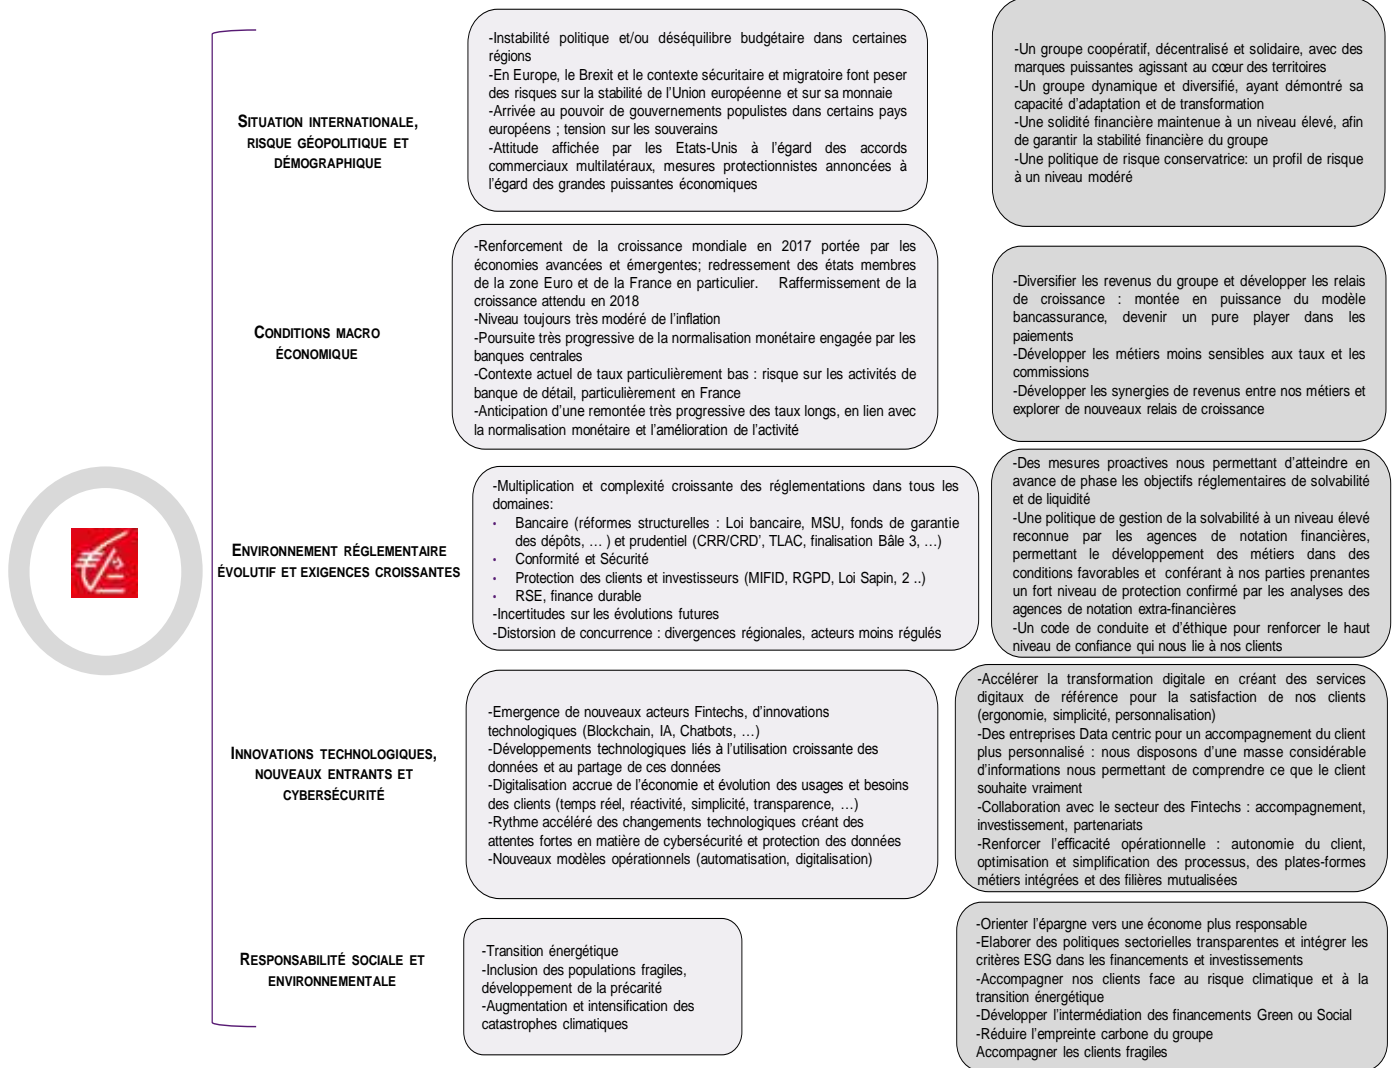 SITUATION INTERNATIONALE,
RISQUE GÉOPOLITIQUE ET
DÉMOGRAPHIQUE
-Instabilité politique et/ou déséquilibre budgétaire dans certaines
régions
-En Europe, le Brexit et le contexte sécuritaire et migratoire font peser
des risques sur la stabilité de l'Union européenne et sur sa monnaie
-Arrivée au pouvoir de gouvernements populistes dans certains pays
européens ; tension sur les souverains
-Attitude affichée par les Etats-Unis à l'égard des accords
commerciaux multilatéraux, mesures protectionnistes annoncées à
l'égard des grandes puissantes économiques
-Un groupe coopératif, décentralisé et solidaire, avec des
marques puissantes agissant au cœur des territoires
-Un groupe dynamique et diversifié, ayant démontré sa
capacité d'adaptation et de transformation
-Une solidité financière maintenue à un niveau élevé, afin
de garantir la stabilité financière du groupe
-Une politique de risque conservatrice: un profil de risque
à un niveau modéré
CONDITIONS MACRO
ÉCONOMIQUE
-Renforcement de la croissance mondiale en 2017 portée par les
économies avancées et émergentes; redressement des états membres
de la zone Euro et de la France en particulier. Raffermissement de la
croissance attendu en 2018
-Niveau toujours très modéré de l'inflation
-Poursuite très progressive de la normalisation monétaire engagée par les
banques centrales
-Contexte actuel de taux particulièrement bas : risque sur les activités de
banque de détail, particulièrement en France
-Anticipation d'une remontée très progressive des taux longs, en lien avec
la normalisation monétaire et l'amélioration de l'activité
-Diversifier les revenus du groupe et développer les relais
de croissance : montée en puissance du modèle
bancassurance, devenir un pure player dans les
paiements
-Développer les métiers moins sensibles aux taux et les
commissions
-Développer les synergies de revenus entre nos métiers et
explorer de nouveaux relais de croissance
ENVIRONNEMENT RÉGLEMENTAIRE
ÉVOLUTIF ET EXIGENCES CROISSANTES
-Multiplication et complexité croissante des réglementations dans tous les
domaines:
• Bancaire (réformes structurelles : Loi bancaire, MSU, fonds de garantie
des dépôts, … ) et prudentiel (CRR/CRD', TLAC, finalisation Bâle 3, …)
• Conformité et Sécurité
• Protection des clients et investisseurs (MIFID, RGPD, Loi Sapin, 2 ..)
• RSE, finance durable
-Incertitudes sur les évolutions futures
-Distorsion de concurrence : divergences régionales, acteurs moins régulés
-Des mesures proactives nous permettant d'atteindre en
avance de phase les objectifs réglementaires de solvabilité
et de liquidité
-Une politique de gestion de la solvabilité à un niveau élevé
reconnue par les agences de notation financières,
permettant le développement des métiers dans des
conditions favorables et conférant à nos parties prenantes
un fort niveau de protection confirmé par les analyses des
agences de notation extra-financières
-Un code de conduite et d'éthique pour renforcer le haut
niveau de confiance qui nous lie à nos clients
INNOVATIONS TECHNOLOGIQUES,
NOUVEAUX ENTRANTS ET
CYBERSÉCURITÉ
-Emergence de nouveaux acteurs Fintechs, d'innovations
technologiques (Blockchain, IA, Chatbots, …)
-Développements technologiques liés à l'utilisation croissante des
données et au partage de ces données
-Digitalisation accrue de l'économie et évolution des usages et besoins
des clients (temps réel, réactivité, simplicité, transparence, …)
-Rythme accéléré des changements technologiques créant des
attentes fortes en matière de cybersécurité et protection des données
-Nouveaux modèles opérationnels (automatisation, digitalisation)
-Accélérer la transformation digitale en créant des services
digitaux de référence pour la satisfaction de nos clients
(ergonomie, simplicité, personnalisation)
-Des entreprises Data centric pour un accompagnement du client
plus personnalisé : nous disposons d'une masse considérable
d'informations nous permettant de comprendre ce que le client
souhaite vraiment
-Collaboration avec le secteur des Fintechs : accompagnement,
investissement, partenariats
-Renforcer l'efficacité opérationnelle : autonomie du client,
optimisation et simplification des processus, des plates-formes
métiers intégrées et des filières mutualisées
RESPONSABILITÉ SOCIALE ET
ENVIRONNEMENTALE
-Transition énergétique
-Inclusion des populations fragiles,
développement de la précarité
-Augmentation et intensification des
catastrophes climatiques
-Orienter l'épargne vers une économe plus responsable
-Elaborer des politiques sectorielles transparentes et intégrer les
critères ESG dans les financements et investissements
-Accompagner nos clients face au risque climatique et à la
transition énergétique
-Développer l'intermédiation des financements Green ou Social
-Réduire l'empreinte carbone du groupe
Accompagner les clients fragiles